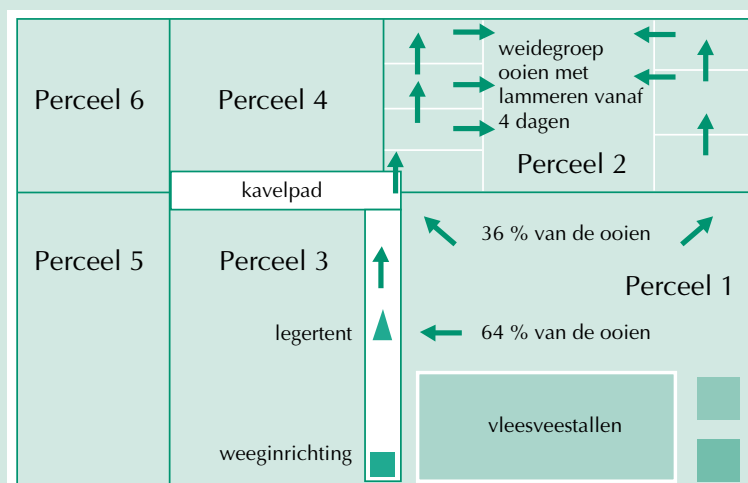 Perceel 6
Perceel 4
weidegroep
ooien met
lammeren vanaf
4 dagen
Perceel 2
kavelpad
Perceel 5
Perceel 3
36 % van de ooien
Perceel 1
legertent
64 % van de ooien
vleesveestallen
weeginrichting